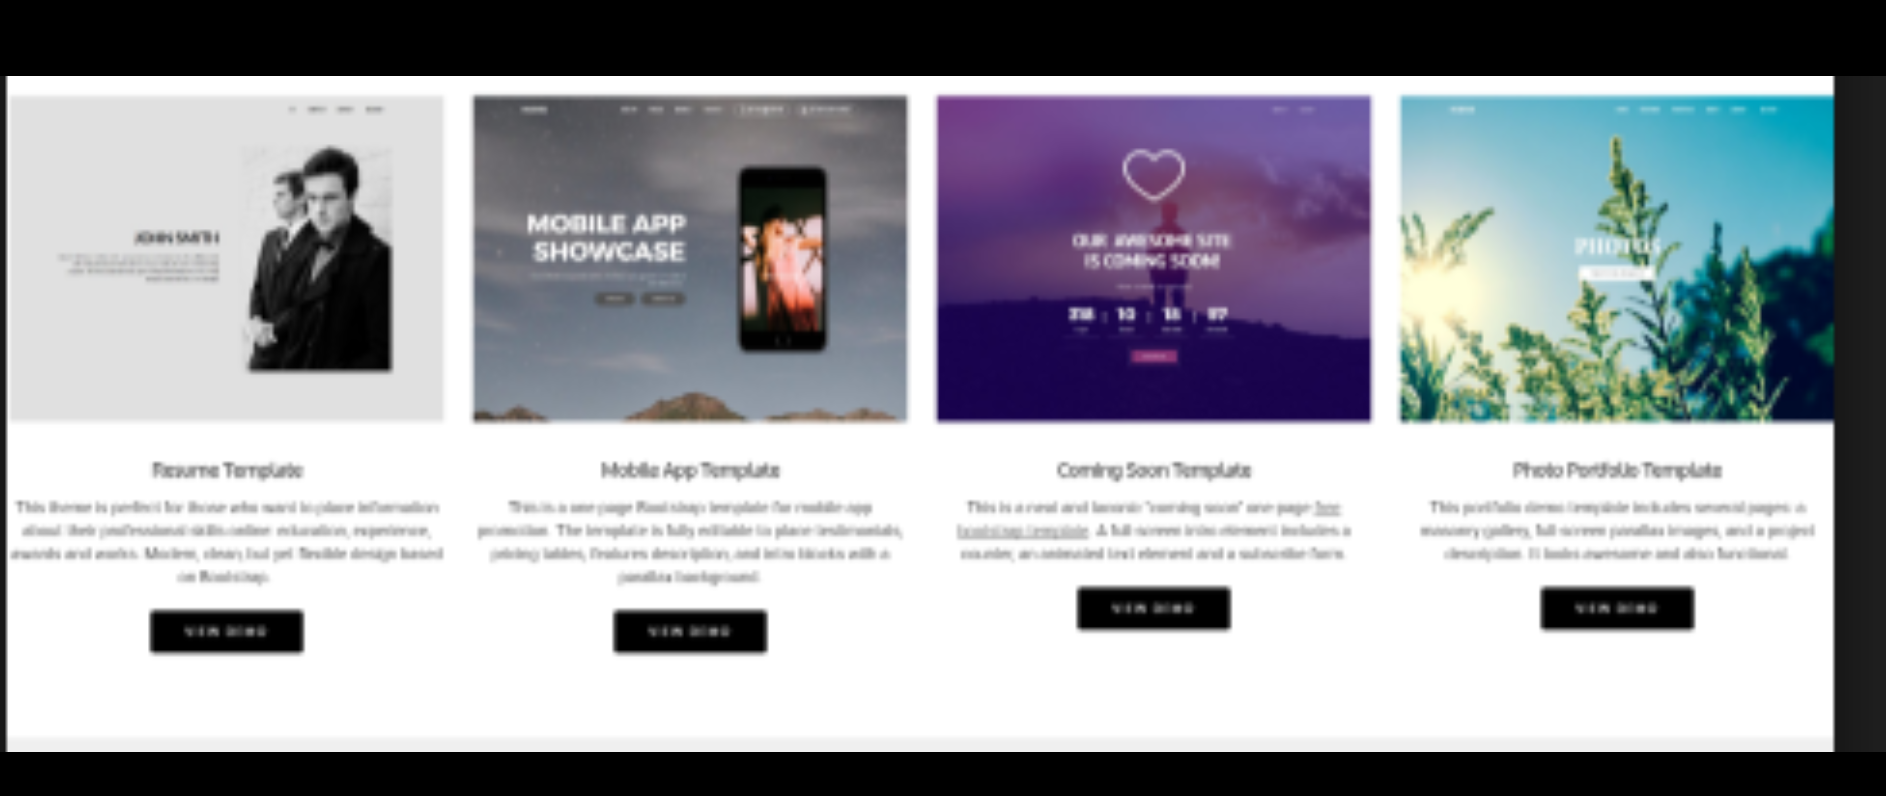 JOHN SMITH
MOBILE APP
SHOWCASE
OUR AWESOME SITE
IS COMING SOON!
318 : 10 : 18 : 07
PHOTOS
Resume Template
This theme is perfect for those who want to place information
about their professional skills online: education, experience,
awards and works. Modern, clean, but yet flexible design based
on Bootstrap.
VIEW DEMO
Mobile App Template
This is a one-page Bootstrap template for mobile app
promotion. The template is fully editable to place testimonials,
pricing tables, features description, and intro blocks with a
parallax background.
VIEW DEMO
Coming Soon Template
This is a neat and laconic "coming soon" one-page free
bootstrap template. A full-screen intro element includes a
counter, an animated text element and a subscribe form.
VIEW DEMO
Photo Portfolio Template
This portfolio demo template includes several pages: a
masonry gallery, full-screen parallax images, and a project
description. It looks awesome and also functional.
VIEW DEMO